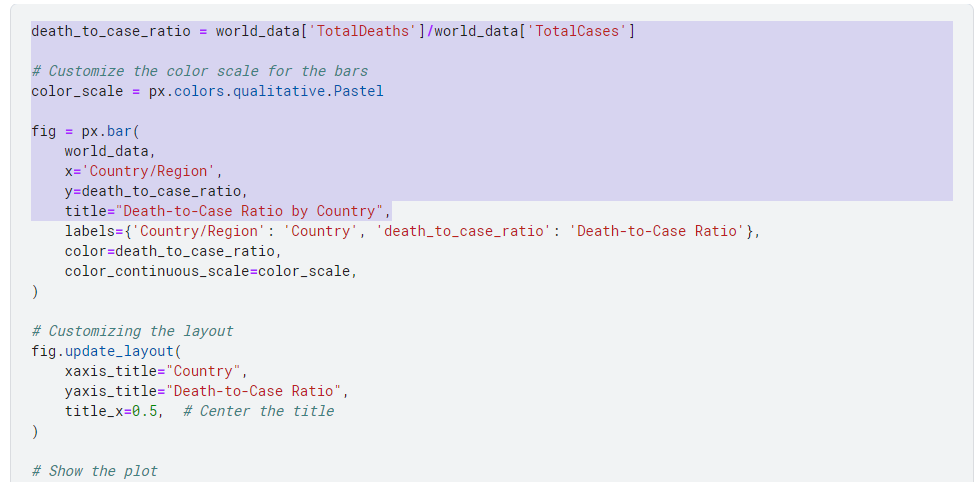 death_to_case_ratio = world_data['TotalDeaths']/world_data['TotalCases']

# Customize the color scale for the bars
color_scale = px.colors.qualitative.Pastel

fig = px.bar(
    world_data,
    x='Country/Region',
    y=death_to_case_ratio,
    title="Death-to-Case Ratio by Country",
    labels={'Country/Region': 'Country', 'death_to_case_ratio': 'Death-to-Case Ratio'},
    color=death_to_case_ratio,
    color_continuous_scale=color_scale,
)

# Customizing the layout
fig.update_layout(
    xaxis_title="Country",
    yaxis_title="Death-to-Case Ratio",
    title_x=0.5,  # Center the title
)

# Show the plot